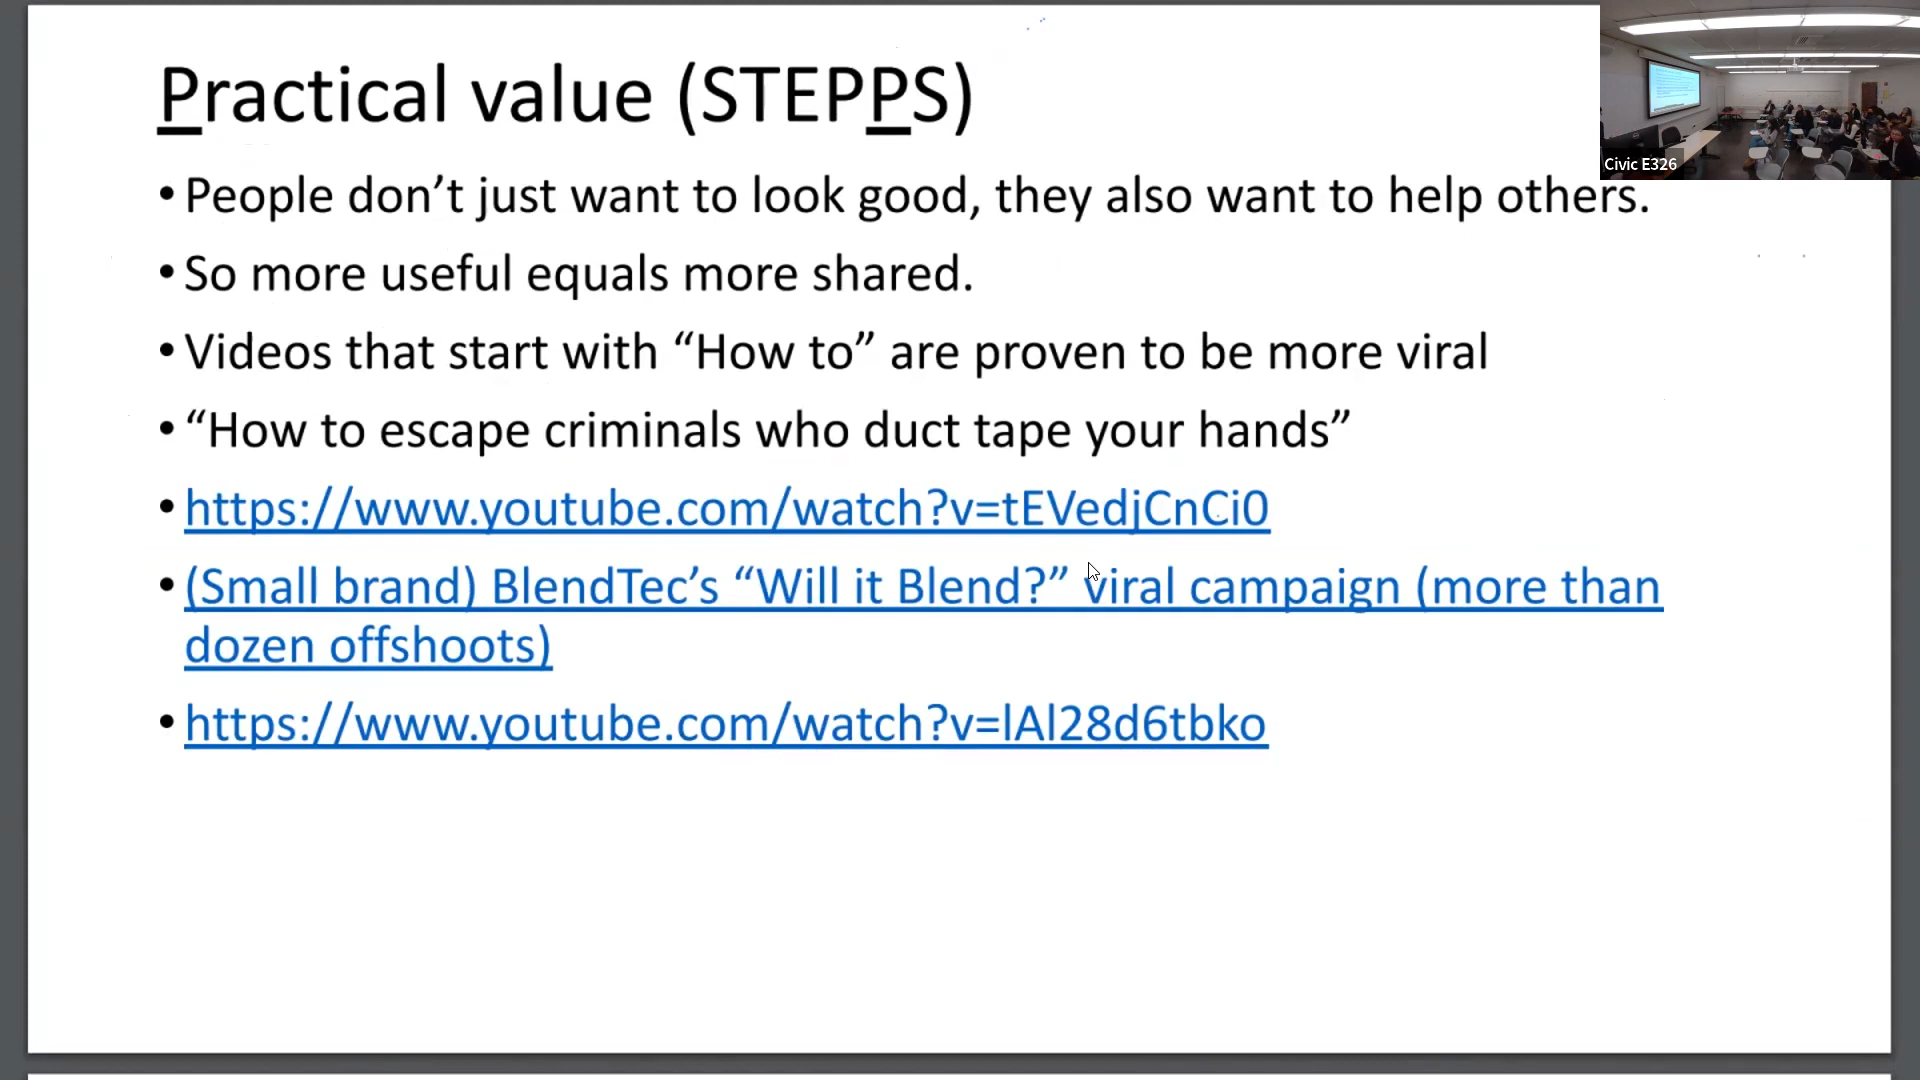 Practical value (STEPPS)
Civic E326
• People don’t just want to look good, they also want to help others.
• So more useful equals more shared.
• Videos that start with “How to” are proven to be more viral
• “How to escape criminals who duct tape your hands”
• https://www.youtube.com/watch?v=tEVedjCnCi0
• (Small brand) BlendTec’s “Will it Blend?” viral campaign (more than
dozen offshoots)
• https://www.youtube.com/watch?v=lAl28d6tbko